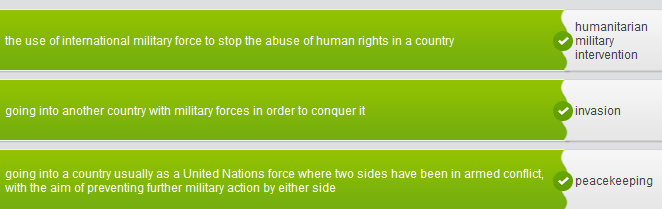 the use of international military force to stop the abuse of human rights in a country
humanitarian
military
intervention
going into another country with military forces in order to conquer it
invasion
going into a country usually as a United Nations force where two sides have been in armed conflict,
with the aim of preventing further military action by either side
peacekeeping